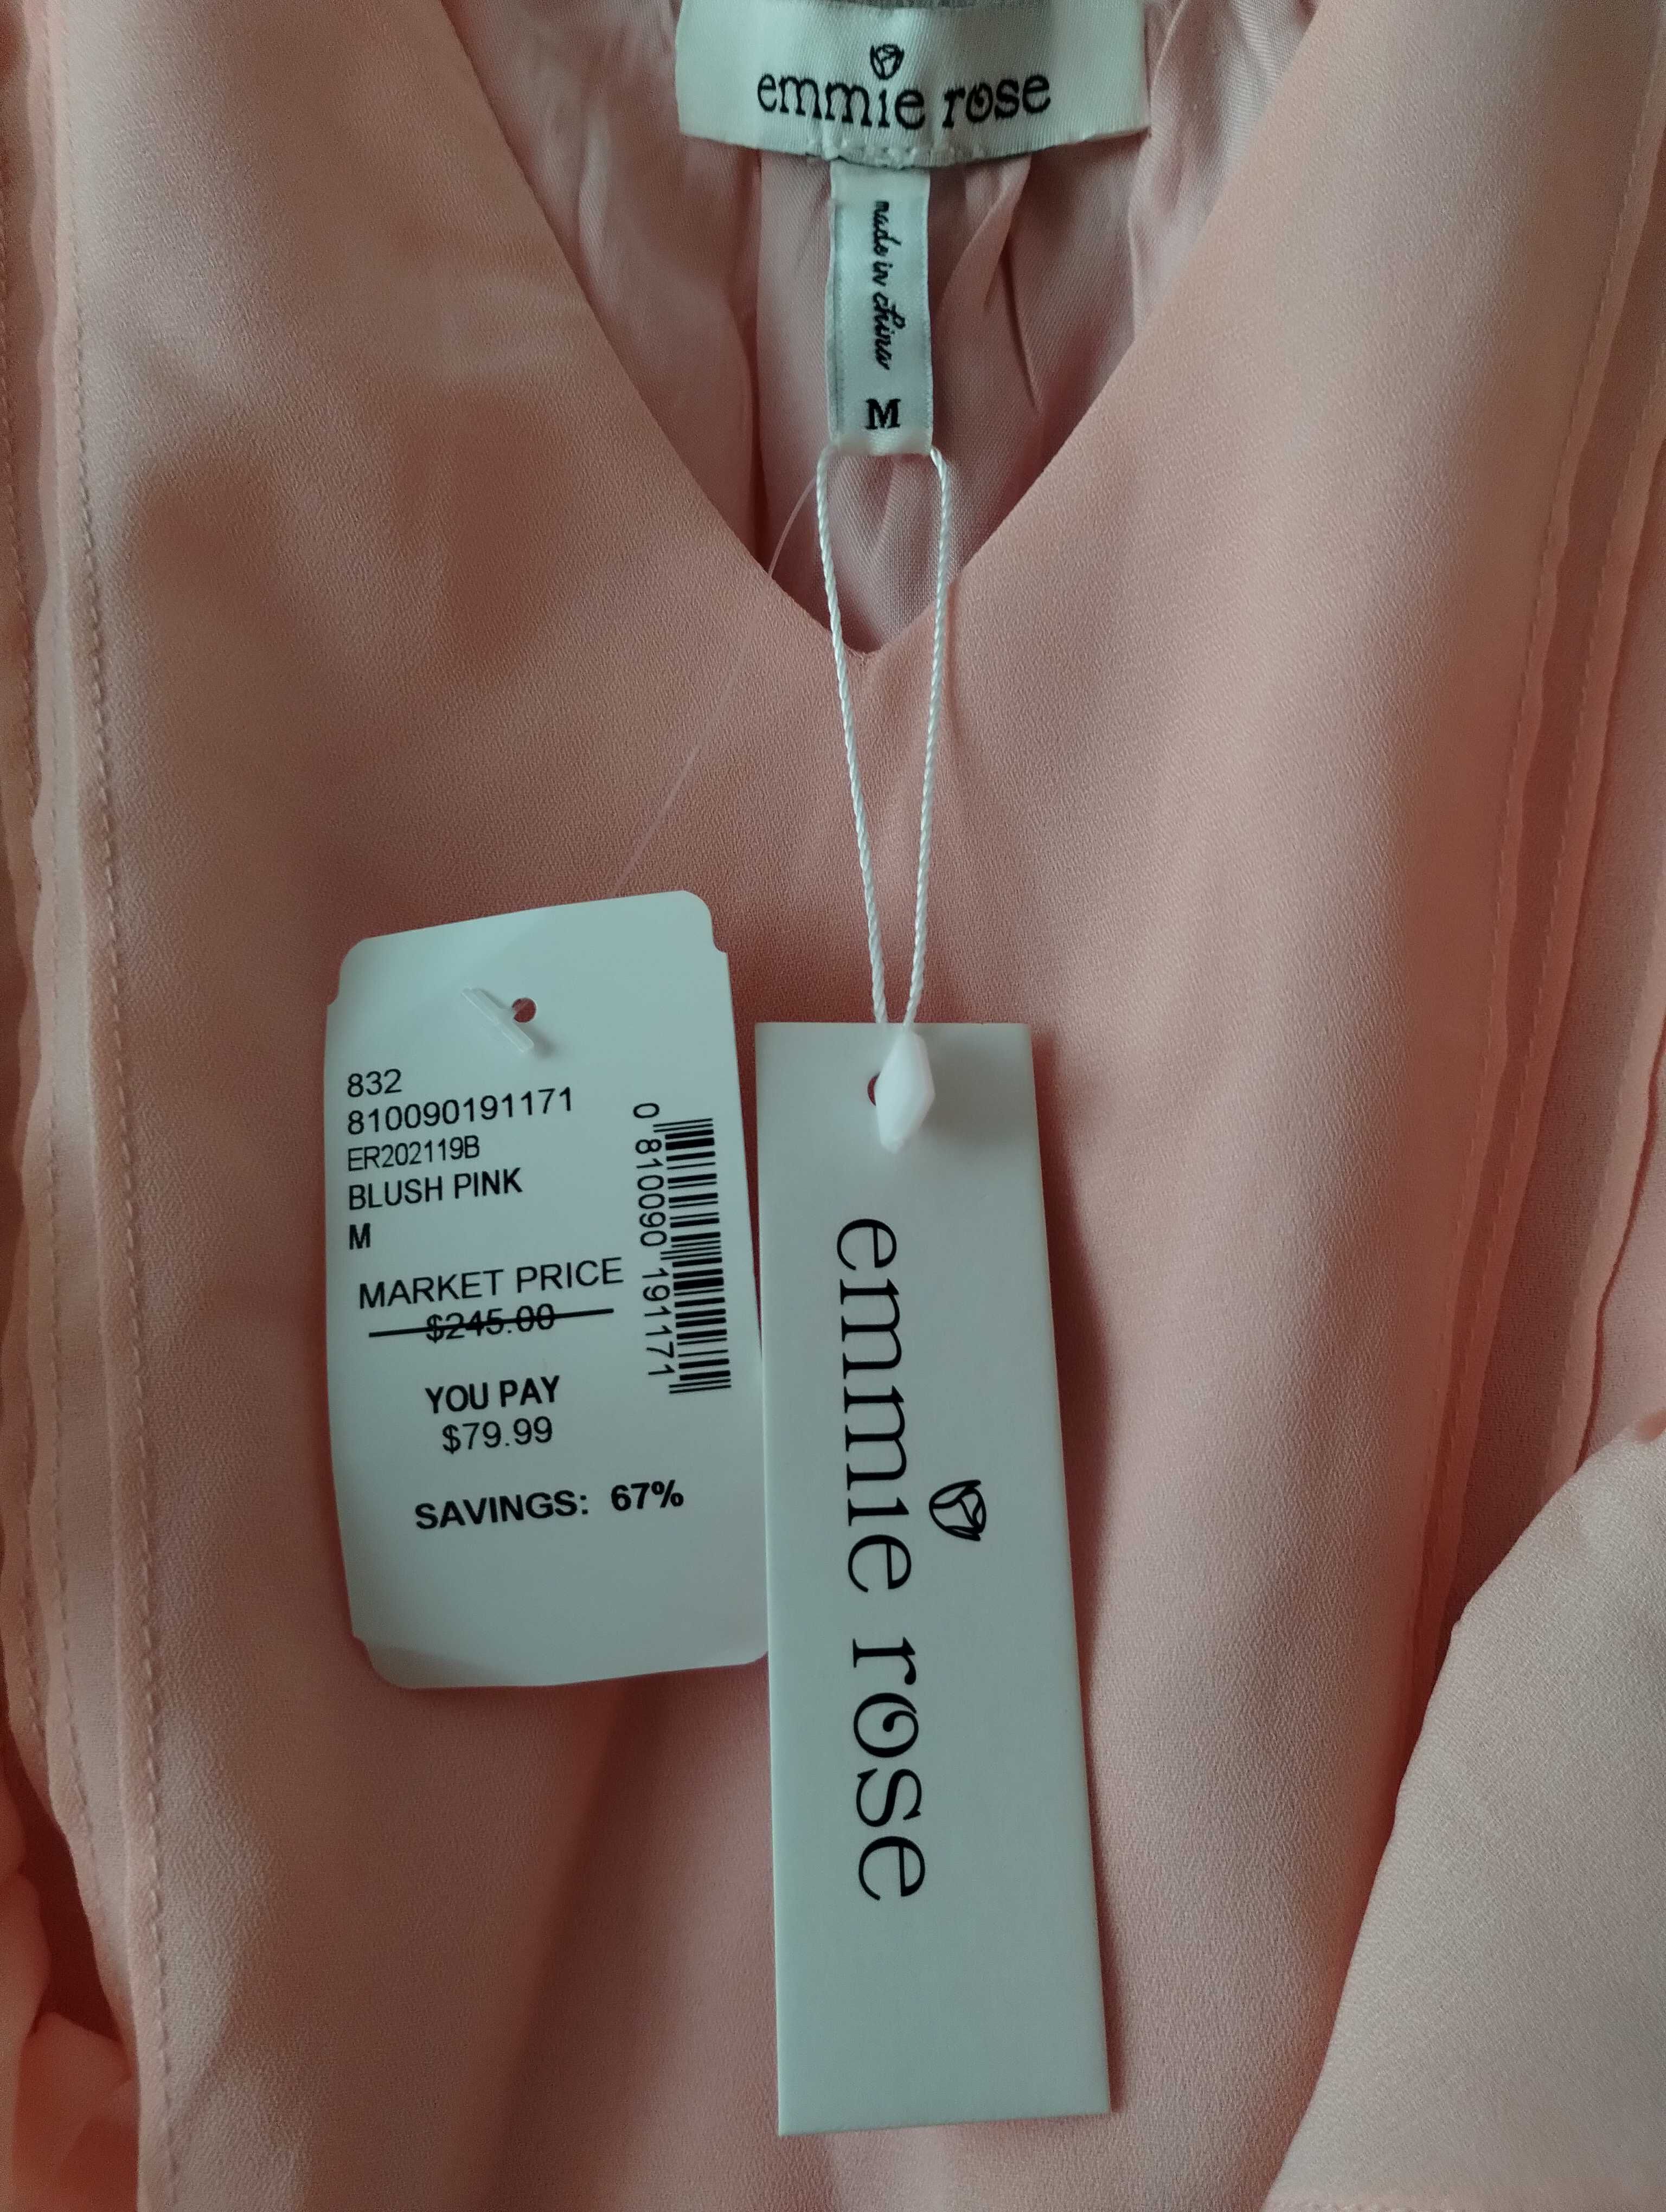 emmie rose
made in china
M
832
810090191171
ER202119B
BLUSH PINK
M
MARKET PRICE
$245.00
YOU PAY
$79.99
SAVINGS: 67%
0 810090 191171
emmie rose